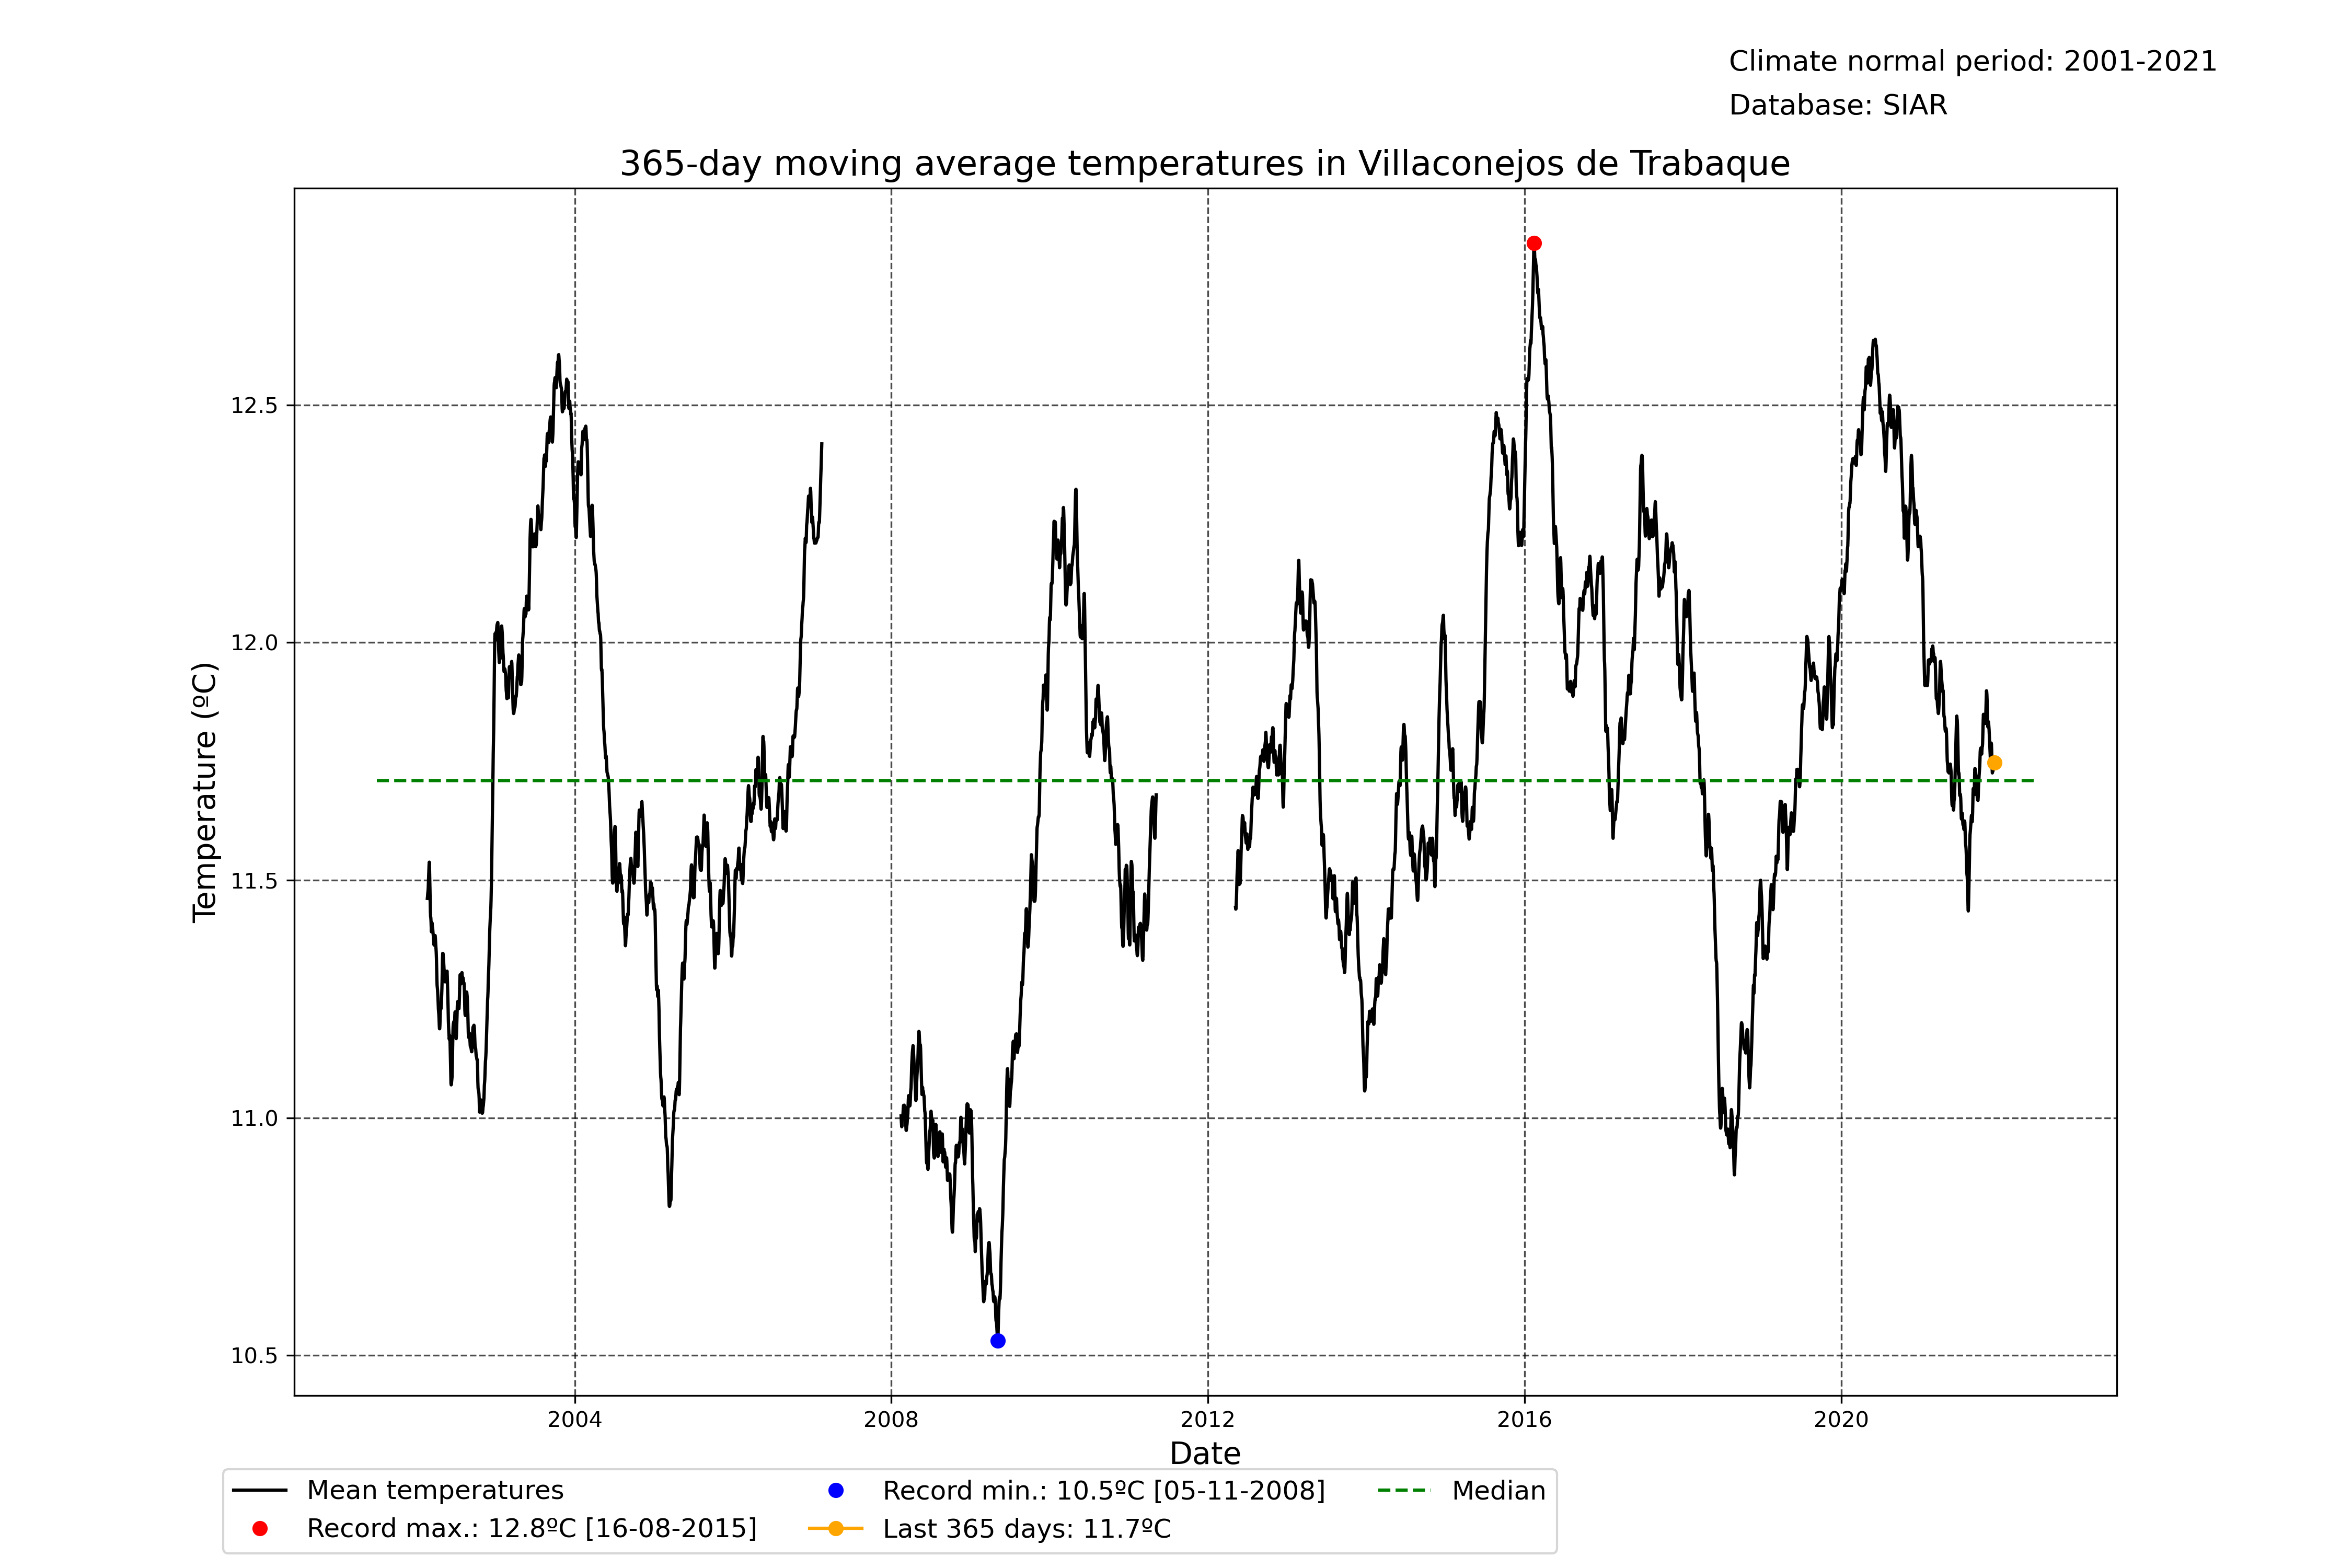 Climate normal period: 2001-2021
Database: SIAR
365-day moving average temperatures in Villaconejos de Trabaque
Temperature (ºC)
12.5
12.0
11.5
11.0
10.5
2004
2008
2012
2016
2020
Date
Mean temperatures
Record max.: 12.8ºC [16-08-2015]
Record min.: 10.5ºC [05-11-2008]
Last 365 days: 11.7ºC
Median